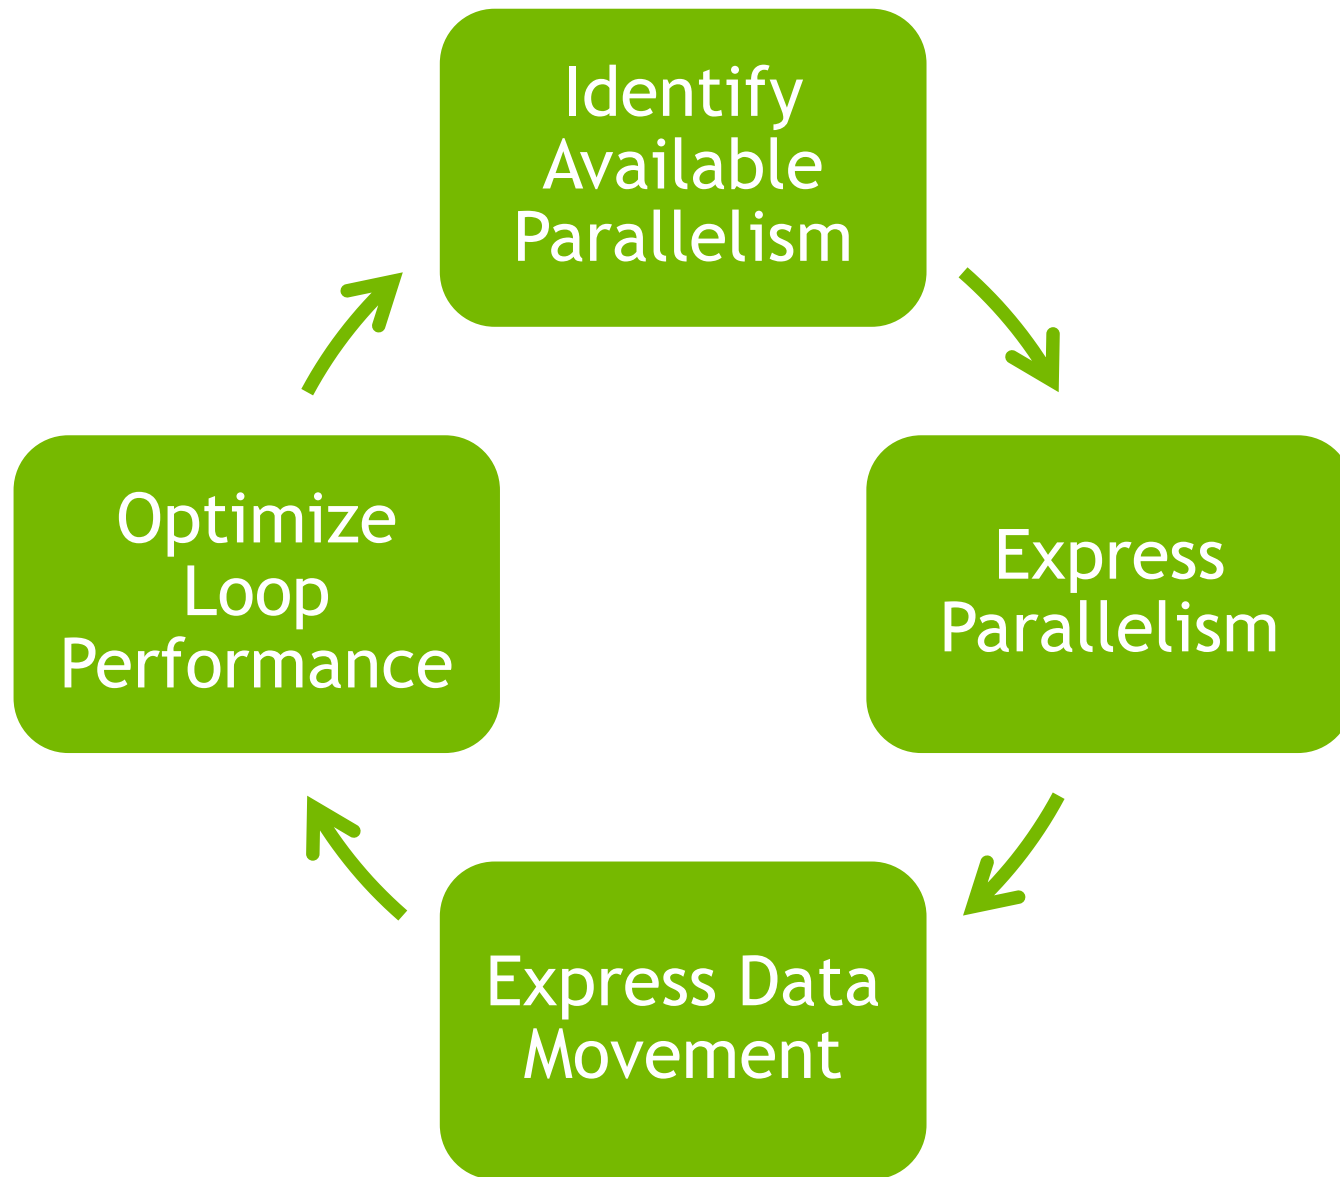 Identify
Available
Parallelism
Express
Parallelism
Express Data
Movement
Optimize
Loop
Performance